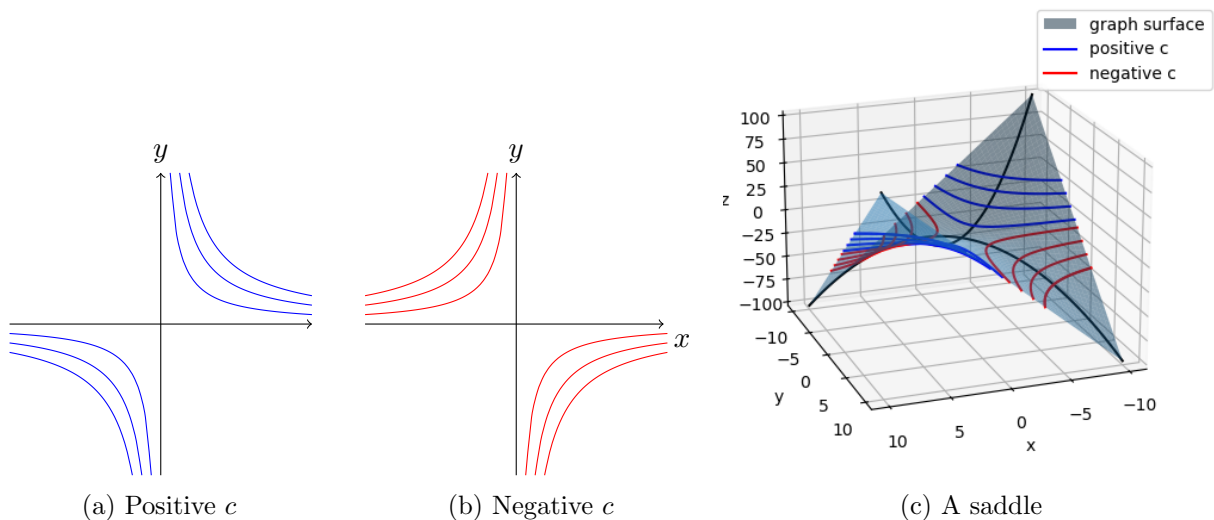 y
(a) Positive c
y
x
(b) Negative c
graph surface
positive c
negative c
100
75
50
25
0
−25
−50
−75
−100
z
−10
−5
0
5
10
y
10
5
0
−5
−10
x
(c) A saddle